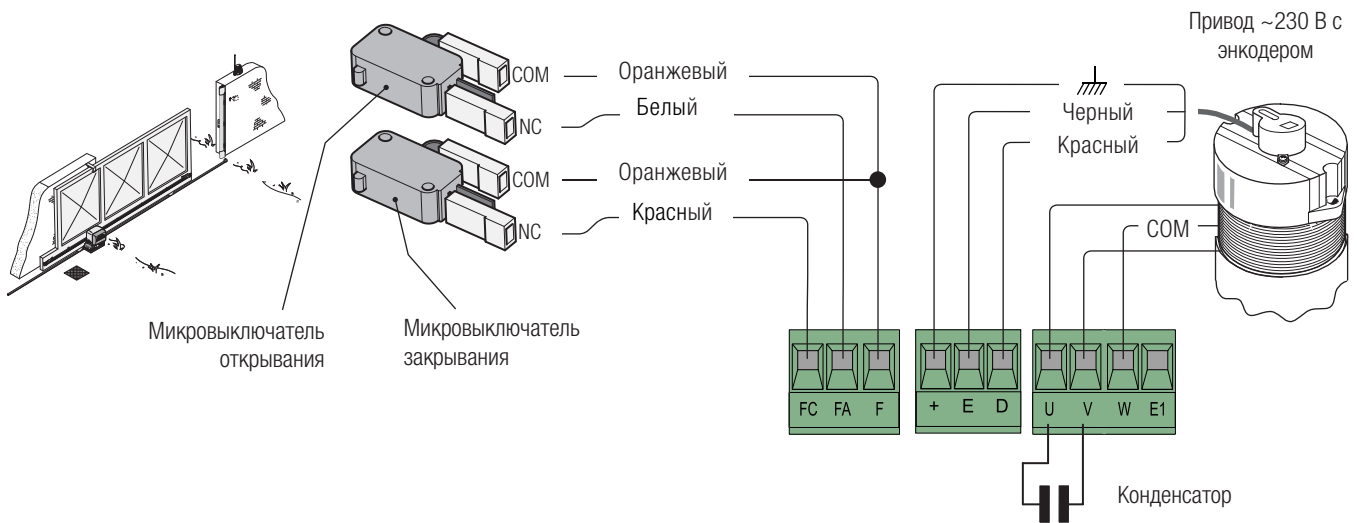 Привод ~230 В с
энкодером
COM
Оранжевый
NC
Белый
COM
Оранжевый
NC
Красный
Черный
Красный
COM
Микровыключатель
открывания
Микровыключатель
закрывания
FC FA F
+ E D
U V W E1
Конденсатор